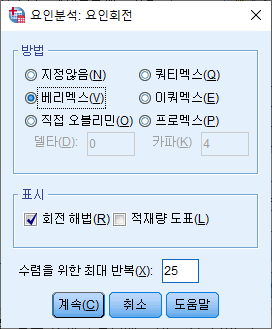 요인분석: 요인회전
방법
지정않음(N) 쿼티멕스(Q)
베리멕스(V) 이쿼멕스(E)
직접 오블리민(O) 프로멕스(P)
델타(D): 0 카파(K) 4
표시
회전 해법(R) 적재량 도표(L)
수렴을 위한 최대 반복(X): 25
계속(C) 취소 도움말